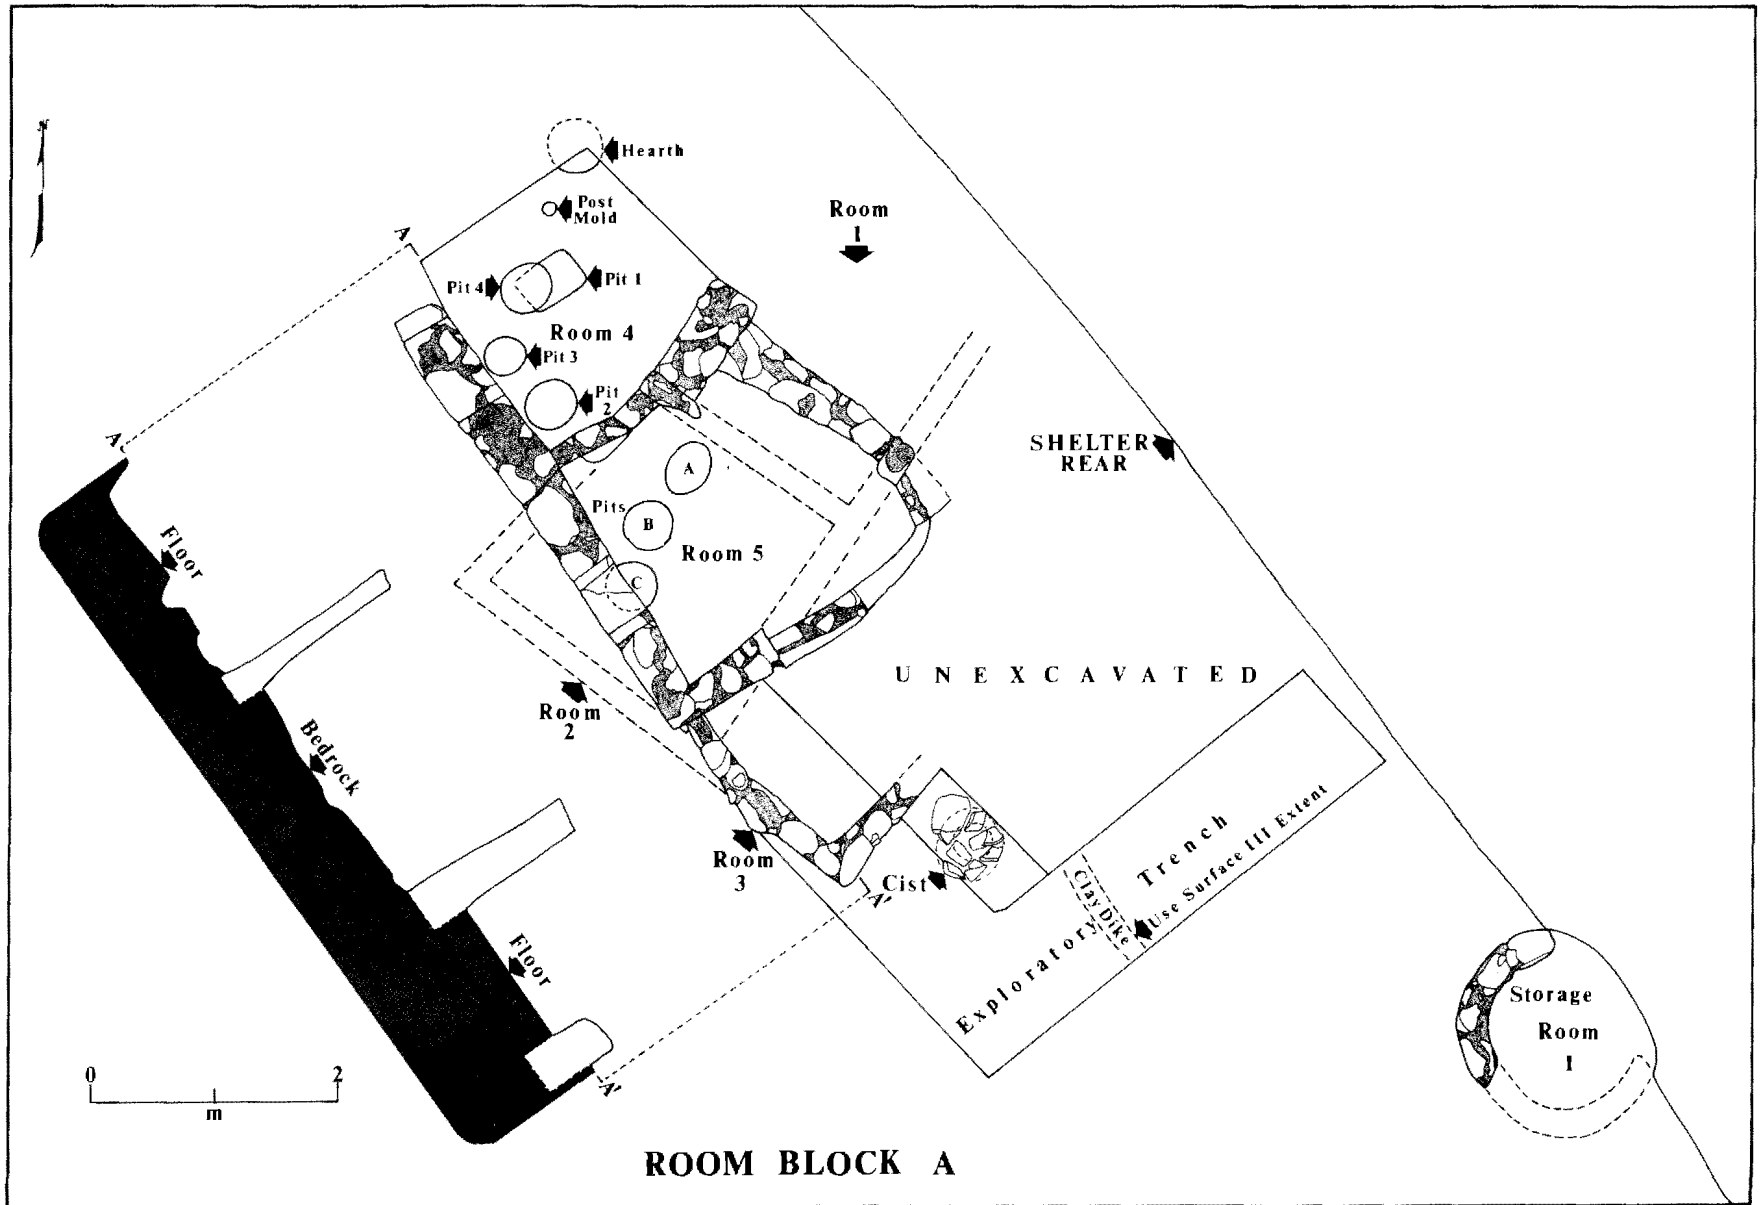 N
Hearth
Post
Mold
Room
1
A
Pit 4
Pit 1
Room 4
Pit 3
Pit
2
A
SHELTER
REAR
A
Pits
B
Room 5
Floor
C
UNEXCAVATED
Room
2
Bedrock
Room
3
Cist
A'
Clay Dike
Trench
Use Surface III Extent
Exploratory
Floor
Storage
Room
1
A'
0 2
m
ROOM BLOCK A